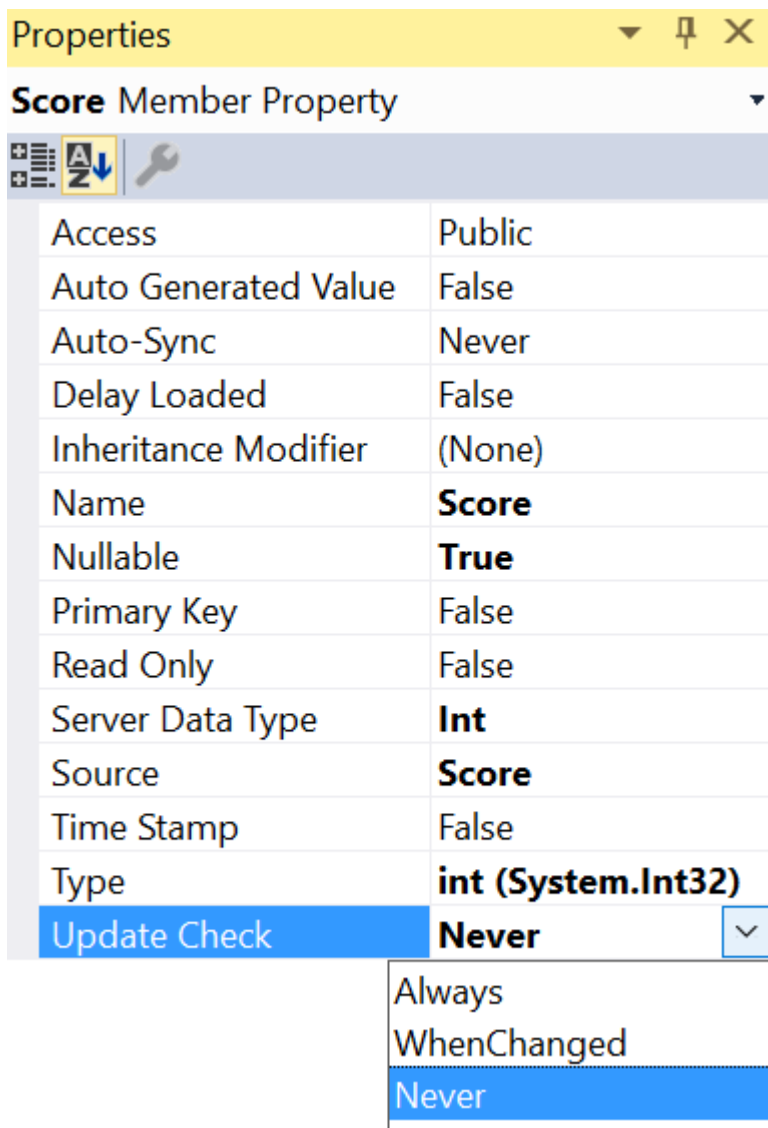 Properties
Score Member Property
A
Z
Access Public
Auto Generated Value False
Auto-Sync Never
Delay Loaded False
Inheritance Modifier (None)
Name Score
Nullable True
Primary Key False
Read Only False
Server Data Type Int
Source Score
Time Stamp False
Type int (System.Int32)
Update Check Never
Always
WhenChanged
Never